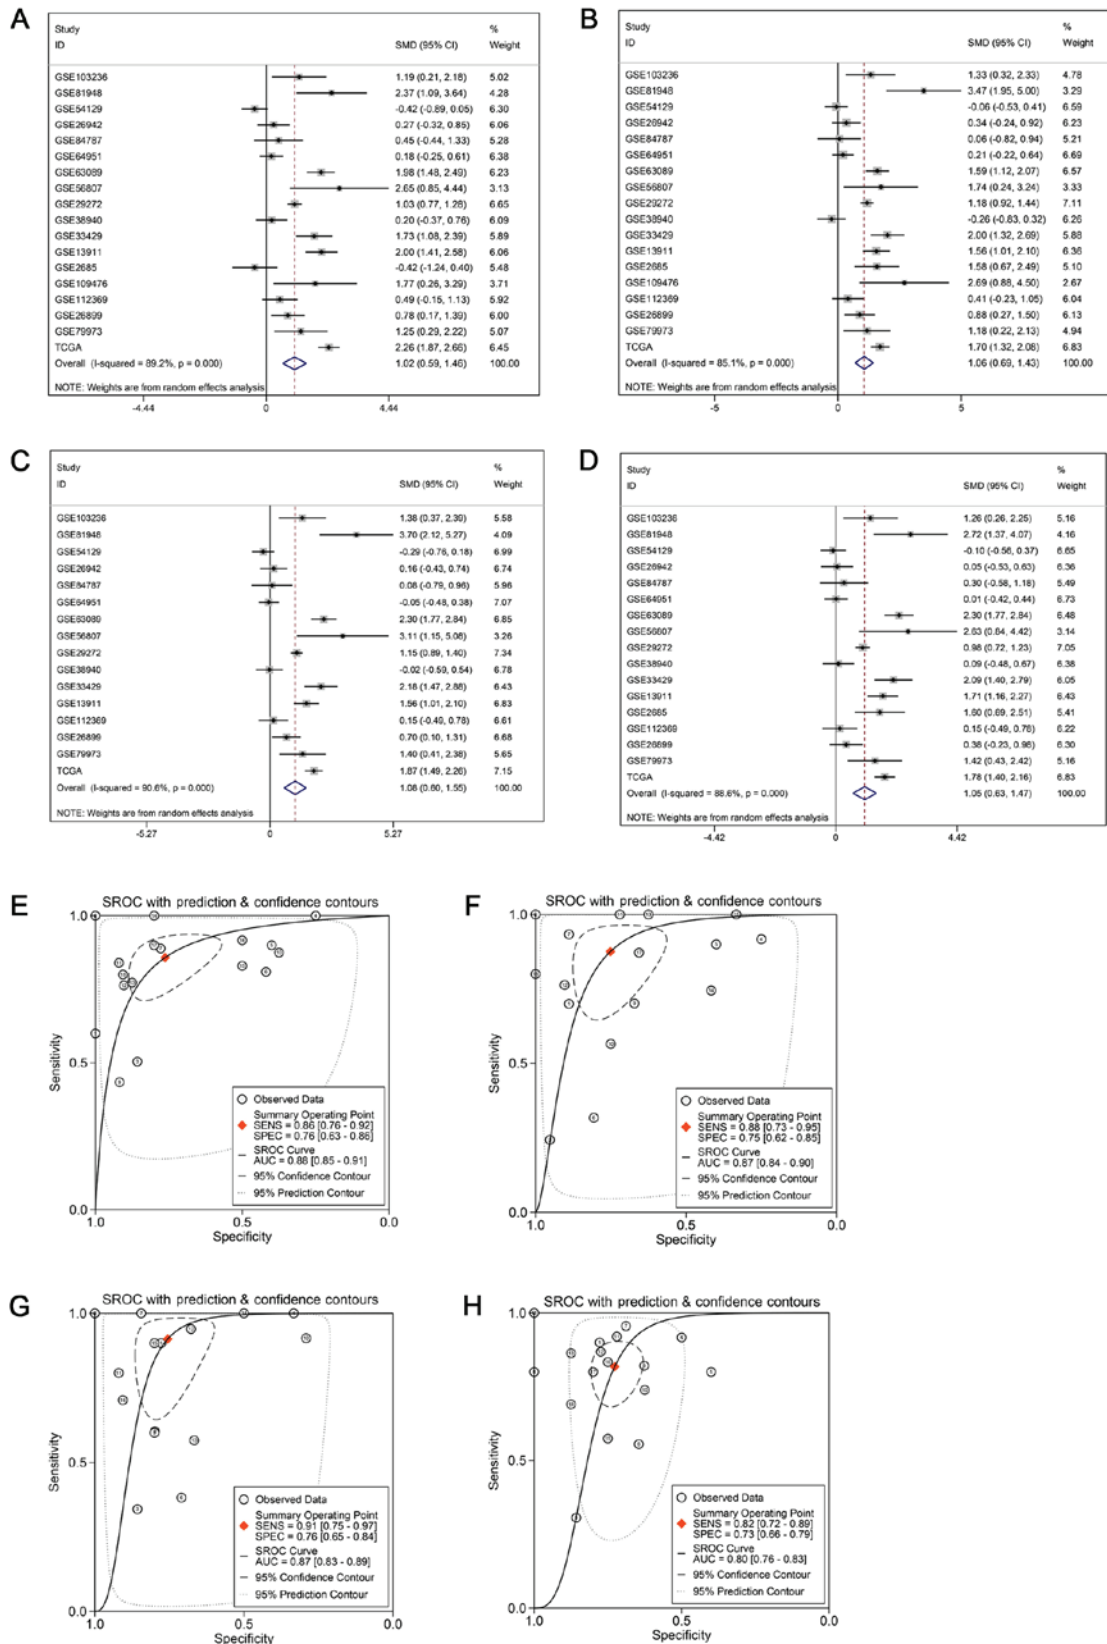 A
Study %
ID SMD (95% CI) Weight
GSE103236 1.19 (0.21, 2.18) 5.02
GSE81948 2.37 (1.09, 3.64) 4.28
GSE54129 -0.42 (-0.89, 0.05) 6.30
GSE26942 0.27 (-0.32, 0.85) 6.06
GSE84787 0.45 (-0.44, 1.33) 5.28
GSE64951 0.18 (-0.25, 0.61) 6.38
GSE63089 1.98 (1.48, 2.49) 6.23
GSE56807 2.65 (0.85, 4.44) 3.13
GSE29272 1.03 (0.77, 1.28) 6.65
GSE38940 0.20 (-0.37, 0.76) 6.09
GSE33429 1.73 (1.08, 2.39) 5.89
GSE13911 2.00 (1.41, 2.58) 6.06
GSE2685 -0.42 (-1.24, 0.40) 5.48
GSE109476 1.77 (0.26, 3.29) 3.71
GSE112369 0.49 (-0.15, 1.13) 5.92
GSE26899 0.78 (0.17, 1.39) 6.00
GSE79973 1.25 (0.29, 2.22) 5.07
TCGA 2.26 (1.87, 2.66) 6.45
Overall (I-squared = 89.2%, p = 0.000) 1.02 (0.59, 1.46) 100.00
NOTE: Weights are from random effects analysis
-4.44 0 4.44
B
Study %
ID SMD (95% CI) Weight
GSE103236 1.33 (0.32, 2.33) 4.78
GSE81948 3.47 (1.95, 5.00) 3.29
GSE54129 -0.06 (-0.53, 0.41) 6.59
GSE26942 0.34 (-0.24, 0.92) 6.23
GSE84787 0.06 (-0.82, 0.94) 5.21
GSE64951 0.21 (-0.22, 0.64) 6.69
GSE63089 1.59 (1.12, 2.07) 6.57
GSE56807 1.74 (0.24, 3.24) 3.33
GSE29272 1.18 (0.92, 1.44) 7.11
GSE38940 -0.26 (-0.83, 0.32) 6.26
GSE33429 2.00 (1.32, 2.69) 5.88
GSE13911 1.56 (1.01, 2.10) 6.36
GSE2685 1.58 (0.67, 2.49) 5.10
GSE109476 2.69 (0.88, 4.50) 2.67
GSE112369 0.41 (-0.23, 1.05) 6.04
GSE26899 0.88 (0.27, 1.50) 6.13
GSE79973 1.18 (0.22, 2.13) 4.94
TCGA 1.70 (1.32, 2.08) 6.83
Overall (I-squared = 85.1%, p = 0.000) 1.06 (0.69, 1.43) 100.00
NOTE: Weights are from random effects analysis
-5 0 5
C
Study %
ID SMD (95% CI) Weight
GSE103236 1.38 (0.37, 2.39) 5.58
GSE81948 3.70 (2.12, 5.27) 4.09
GSE54129 -0.29 (-0.76, 0.18) 6.99
GSE26942 0.16 (-0.43, 0.74) 6.74
GSE84787 0.08 (-0.79, 0.96) 5.96
GSE64951 -0.05 (-0.48, 0.38) 7.07
GSE63089 2.30 (1.77, 2.84) 6.85
GSE56807 3.11 (1.15, 5.08) 3.26
GSE29272 1.15 (0.89, 1.40) 7.34
GSE38940 -0.02 (-0.59, 0.54) 6.78
GSE33429 2.18 (1.47, 2.88) 6.43
GSE13911 1.56 (1.01, 2.10) 6.83
GSE112369 0.15 (-0.49, 0.78) 6.61
GSE26899 0.70 (0.10, 1.31) 6.68
GSE79973 1.40 (0.41, 2.38) 5.65
TCGA 1.87 (1.49, 2.26) 7.15
Overall (I-squared = 90.6%, p = 0.000) 1.08 (0.60, 1.55) 100.00
NOTE: Weights are from random effects analysis
-5.27 0 5.27
D
Study %
ID SMD (95% CI) Weight
GSE103236 1.26 (0.26, 2.25) 5.16
GSE81948 2.72 (1.37, 4.07) 4.16
GSE54129 -0.10 (-0.56, 0.37) 6.65
GSE26942 0.05 (-0.53, 0.63) 6.36
GSE84787 0.30 (-0.58, 1.18) 5.49
GSE64951 0.01 (-0.42, 0.44) 6.73
GSE63089 2.30 (1.77, 2.84) 6.48
GSE56807 2.63 (0.84, 4.42) 3.14
GSE29272 0.98 (0.72, 1.23) 7.05
GSE38940 0.09 (-0.48, 0.67) 6.38
GSE33429 2.09 (1.40, 2.79) 6.05
GSE13911 1.71 (1.16, 2.27) 6.43
GSE2685 1.60 (0.69, 2.51) 5.41
GSE112369 0.15 (-0.49, 0.78) 6.22
GSE26899 0.38 (-0.23, 0.98) 6.30
GSE79973 1.42 (0.43, 2.42) 5.16
TCGA 1.78 (1.40, 2.16) 6.83
Overall (I-squared = 88.6%, p = 0.000) 1.05 (0.63, 1.47) 100.00
NOTE: Weights are from random effects analysis
-4.42 0 4.42
E
SROC with prediction & confidence contours
1.0
0.5
0.0
Sensitivity
Observed Data
Summary Operating Point
SENS = 0.86 [0.76 - 0.92]
SPEC = 0.76 [0.63 - 0.86]
SROC Curve
AUC = 0.88 [0.85 - 0.91]
95% Confidence Contour
95% Prediction Contour
1.0 0.5 0.0
Specificity
F
SROC with prediction & confidence contours
1.0
0.5
0.0
Sensitivity
Observed Data
Summary Operating Point
SENS = 0.88 [0.73 - 0.95]
SPEC = 0.75 [0.62 - 0.85]
SROC Curve
AUC = 0.87 [0.84 - 0.90]
95% Confidence Contour
95% Prediction Contour
1.0 0.5 0.0
Specificity
G
SROC with prediction & confidence contours
1.0
0.5
0.0
Sensitivity
Observed Data
Summary Operating Point
SENS = 0.91 [0.75 - 0.97]
SPEC = 0.76 [0.65 - 0.84]
SROC Curve
AUC = 0.87 [0.83 - 0.89]
95% Confidence Contour
95% Prediction Contour
1.0 0.5 0.0
Specificity
H
SROC with prediction & confidence contours
1.0
0.5
0.0
Sensitivity
Observed Data
Summary Operating Point
SENS = 0.82 [0.72 - 0.89]
SPEC = 0.73 [0.66 - 0.79]
SROC Curve
AUC = 0.80 [0.76 - 0.83]
95% Confidence Contour
95% Prediction Contour
1.0 0.5 0.0
Specificity